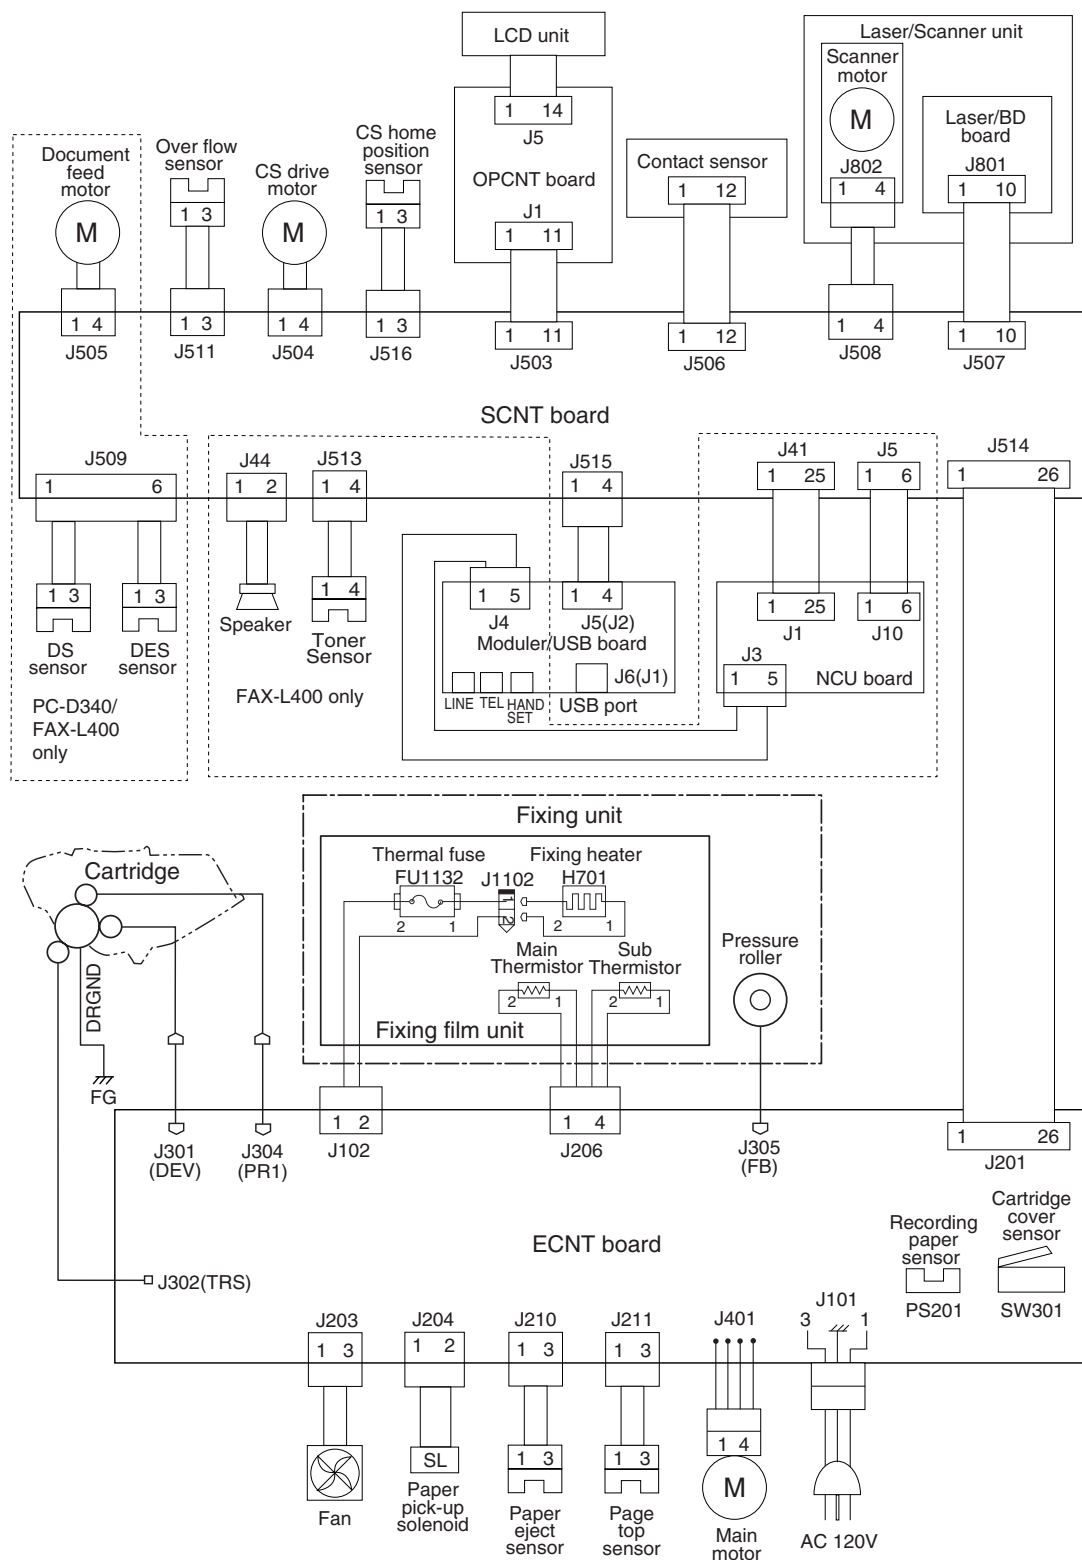 LCD unit
1 14
J5
OPCNT board
J1
1 11
1 11
J503
Laser/Scanner unit
Scanner
motor
M
J802
1 4
1 4
J508
Laser/BD
board
J801
1 10
1 10
J507
Contact sensor
1 12
1 12
J506
Document
feed
motor
M
1 4
J505
Over flow
sensor
1 3
1 3
J511
CS drive
motor
M
1 4
J504
CS home
position
sensor
1 3
1 3
J516
SCNT board
J509
1 6
1 3
DS
sensor
1 3
DES
sensor
PC-D340/
FAX-L400
only
J44
1 2
Speaker
J513
1 4
1 4
Toner
Sensor
FAX-L400 only
J515
1 4
1 4
J5(J2)
1 5
J4
Moduler/USB board
J6(J1)
LINE
TEL
HAND
SET
USB port
J41
1 25
1 25
J1
J5
1 6
1 6
J10
J3
1 5
NCU board
J514
1 26
Fixing unit
Thermal fuse
FU1132
2 1
J1102
1
2
Fixing heater
H701
2 1
Main
Thermistor
2 1
Sub
Thermistor
2 1
Fixing film unit
Pressure
roller
Cartridge
DRGND
FG
J301
(DEV)
J304
(PR1)
1 2
J102
1 4
J206
J305
(FB)
1 26
J201
ECNT board
J302(TRS)
Recording
paper
sensor
PS201
Cartridge
cover
sensor
SW301
J203
1 3
Fan
J204
1 2
SL
Paper
pick-up
solenoid
J210
1 3
1 3
Paper
eject
sensor
J211
1 3
1 3
Page
top
sensor
J401
1 4
M
Main
motor
J101
3 1
AC 120V